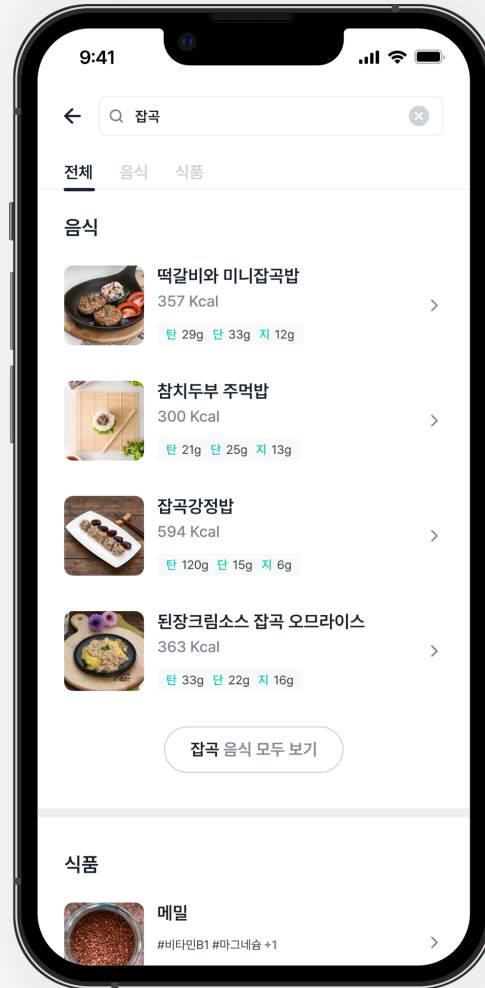 9:41
잡곡
전체 음식 식품
음식
떡갈비와 미니잡곡밥
357 Kcal
탄 29g 단 33g 지 12g
참치두부 주먹밥
300 Kcal
탄 21g 단 25g 지 13g
잡곡강정밥
594 Kcal
탄 120g 단 15g 지 6g
된장크림소스 잡곡 오므라이스
363 Kcal
탄 33g 단 22g 지 16g
잡곡 음식 모두 보기
식품
메밀
#비타민B1 #마그네슘 +1